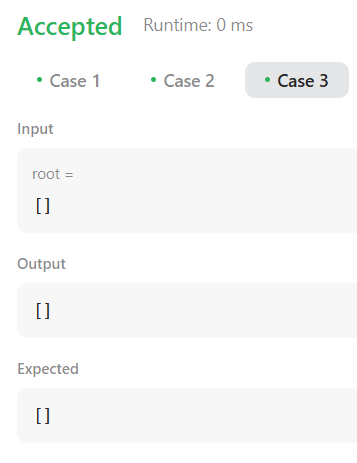 Accepted Runtime: 0 ms
• Case 1 • Case 2 • Case 3
Input
root =
[]
Output
[]
Expected
[]